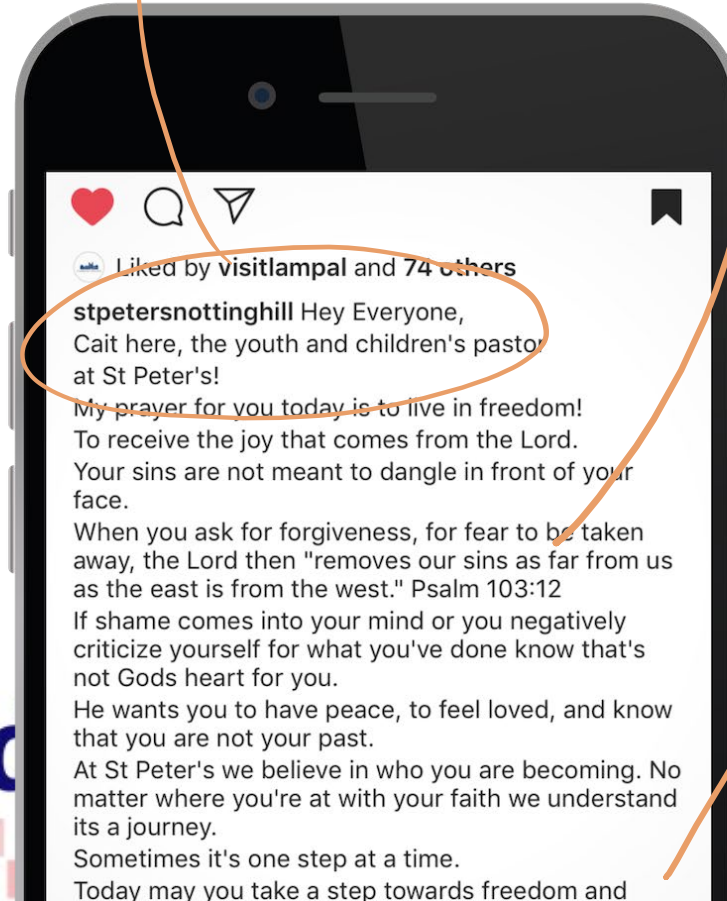 Liked by visitlampal and 74 others
stpetersnottinghill Hey Everyone,
Cait here, the youth and children's pastor
at St Peter's!
My prayer for you today is to live in freedom!
To receive the joy that comes from the Lord.
Your sins are not meant to dangle in front of your
face.
When you ask for forgiveness, for fear to be taken
away, the Lord then "removes our sins as far from us
as the east is from the west." Psalm 103:12
If shame comes into your mind or you negatively
criticize yourself for what you've done know that's
not Gods heart for you.
He wants you to have peace, to feel loved, and know
that you are not your past.
At St Peter's we believe in who you are becoming. No
matter where you're at with your faith we understand
its a journey.
Sometimes it's one step at a time.
Today may you take a step towards freedom and